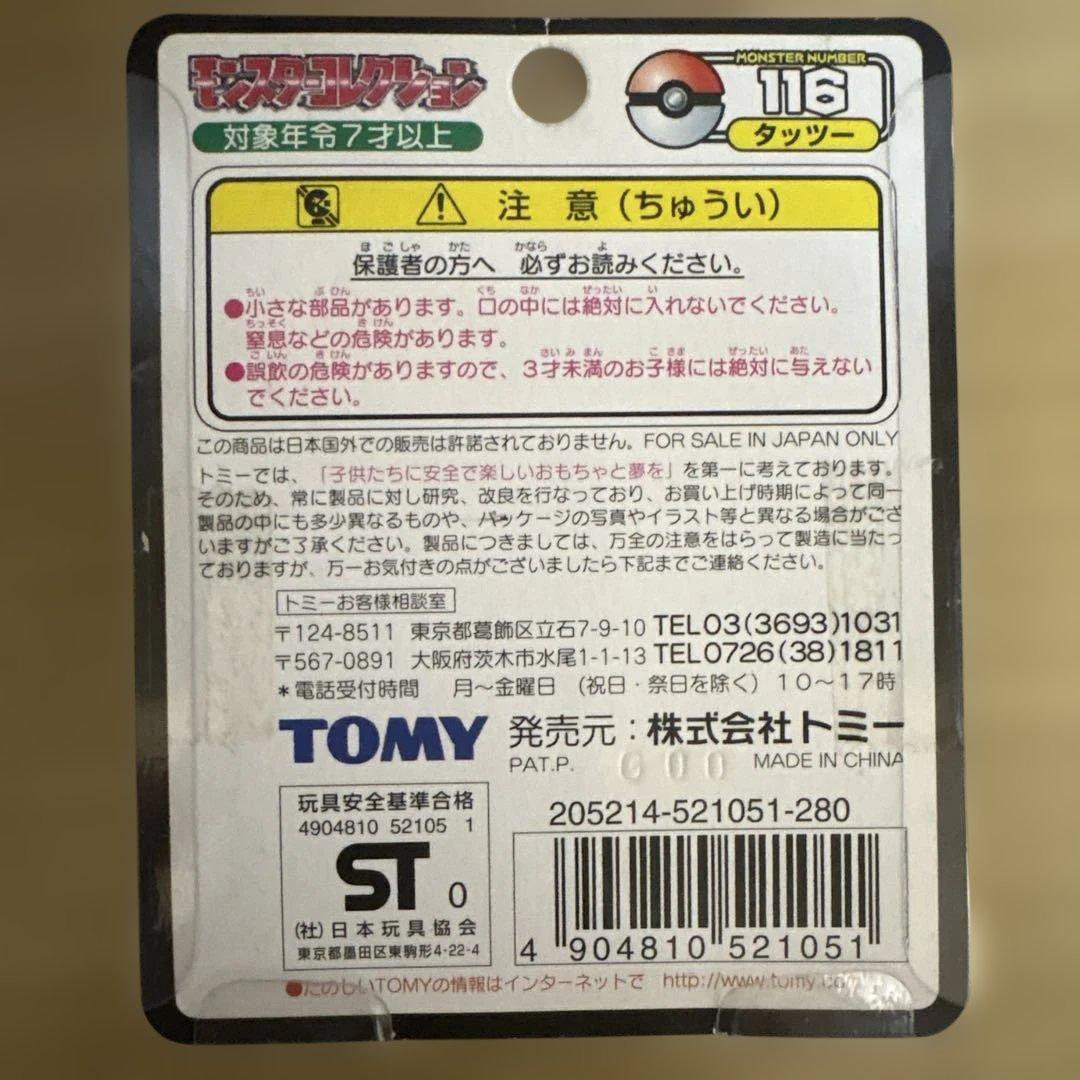 モンスターコレクション
対象年令7才以上
MONSTER NUMBER
116
タッツー
注 意（ちゅうい）
保護者の方へ 必ずお読みください。
●小さな部品があります。口の中には絶対に入れないでください。
窒息などの危険があります。
●誤飲の危険がありますので、3才未満のお子様には絶対に与えない
でください。
この商品は日本国外での販売は許諾されておりません。FOR SALE IN JAPAN ONLY
トミーでは、「子供たちに安全で楽しいおもちゃと夢を」を第一に考えております。
そのため、常に製品に対し研究、改良を行なっており、お買い上げ時期によって同一
製品の中にも多少異なるものや、パッケージの写真やイラスト等と異なる場合がござ
いますがご了承ください。製品につきましては、万全の注意をはらって製造に当たっ
ておりますが、万一お気付きの点がございましたら下記までご連絡ください。
トミーお客様相談室
〒124-8511 東京都葛飾区立石7-9-10 TEL03(3693)1031
〒567-0891 大阪府茨木市水尾1-1-13 TEL0726(38)1811
＊電話受付時間 月〜金曜日 （祝日・祭日を除く）10〜17時
TOMY 発売元：株式会社トミー
PAT.P. MADE IN CHINA
玩具安全基準合格
4904810 52105 1
ST 0
(社)日本玩具協会
東京都墨田区東駒形4-22-4
205214-521051-280
4 904810 521051
●たのしいTOMYの情報はインターネットで http://www.tomy.com